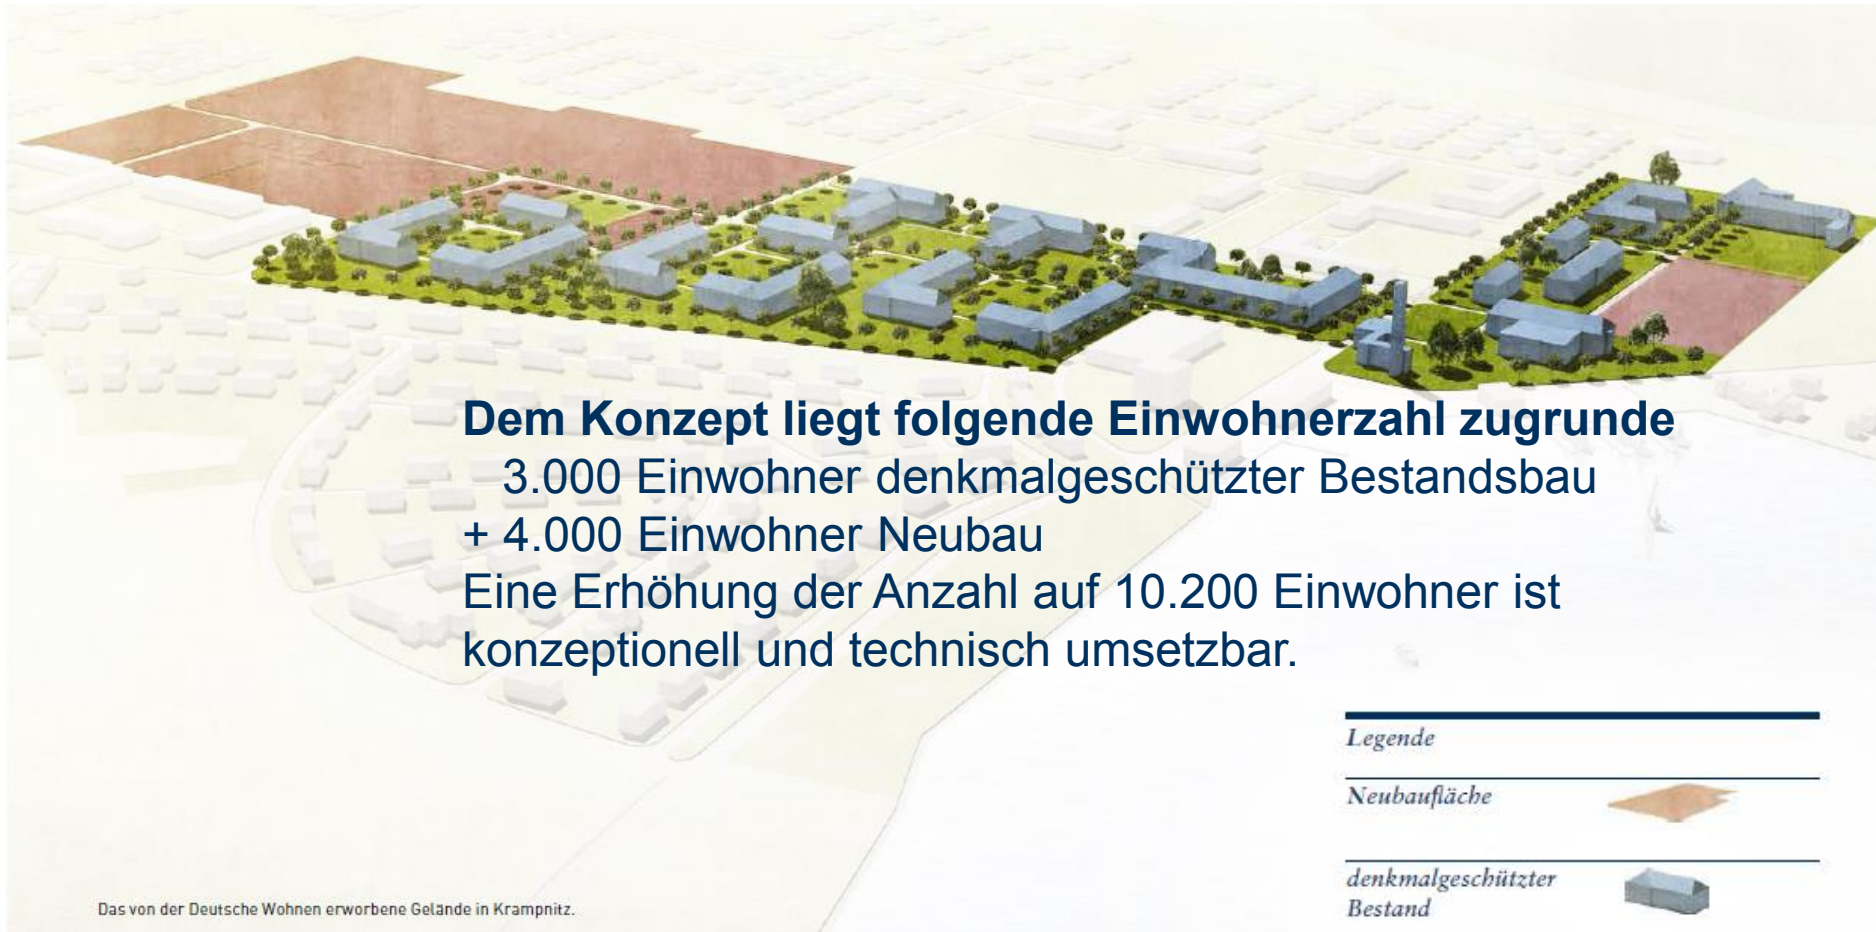 Dem Konzept liegt folgende Einwohnerzahl zugrunde
3.000 Einwohner denkmalgeschützter Bestandsbau
+ 4.000 Einwohner Neubau
Eine Erhöhung der Anzahl auf 10.200 Einwohner ist
konzeptionell und technisch umsetzbar.
Legende
Neubaufläche
denkmalgeschützter
Bestand
Das von der Deutsche Wohnen erworbene Gelände in Krampnitz.